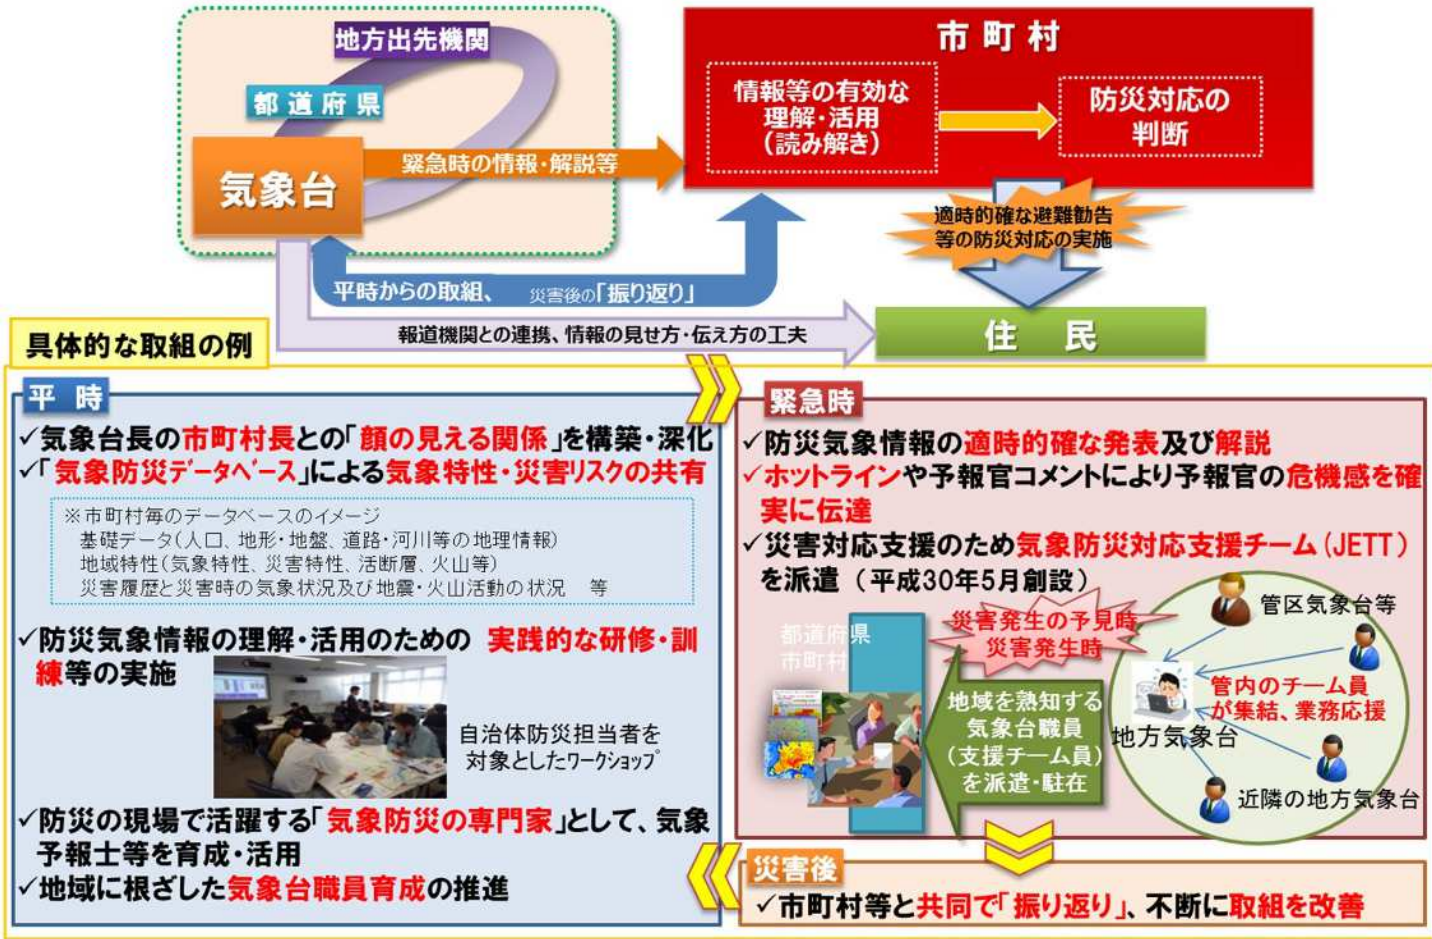 地方出先機関
都道府県
気象台
緊急時の情報・解説等
市町村
情報等の有効な
理解・活用
(読み解き)
防災対応の
判断
適時的確な避難勧告
等の防災対応の実施
平時からの取組、 災害後の「振り返り」
報道機関との連携、情報の見せ方・伝え方の工夫
住 民
具体的な取組の例
平 時
✓気象台長の市町村長との「顔の見える関係」を構築・深化
✓「気象防災データベース」による気象特性・災害リスクの共有
※市町村毎のデータベースのイメージ
基礎データ(人口、地形・地盤、道路・河川等の地理情報)
地域特性(気象特性、災害特性、活断層、火山等)
災害履歴と災害時の気象状況及び地震・火山活動の状況 等
✓防災気象情報の理解・活用のための 実践的な研修・訓
練等の実施
自治体防災担当者を
対象としたワークショップ
✓防災の現場で活躍する「気象防災の専門家」として、気象
予報士等を育成・活用
✓地域に根ざした気象台職員育成の推進
緊急時
✓防災気象情報の適時的確な発表及び解説
✓ホットラインや予報官コメントにより予報官の危機感を確
実に伝達
✓災害対応支援のため気象防災対応支援チーム(JETT)
を派遣(平成30年5月創設)
都道府県
市町村
災害発生の予見時
災害発生時
地域を熟知する
気象台職員
(支援チーム員)
を派遣・駐在
管区気象台等
管内のチーム員
が集結、業務応援
地方気象台
近隣の地方気象台
災害後
✓市町村等と共同で「振り返り」、不断に取組を改善